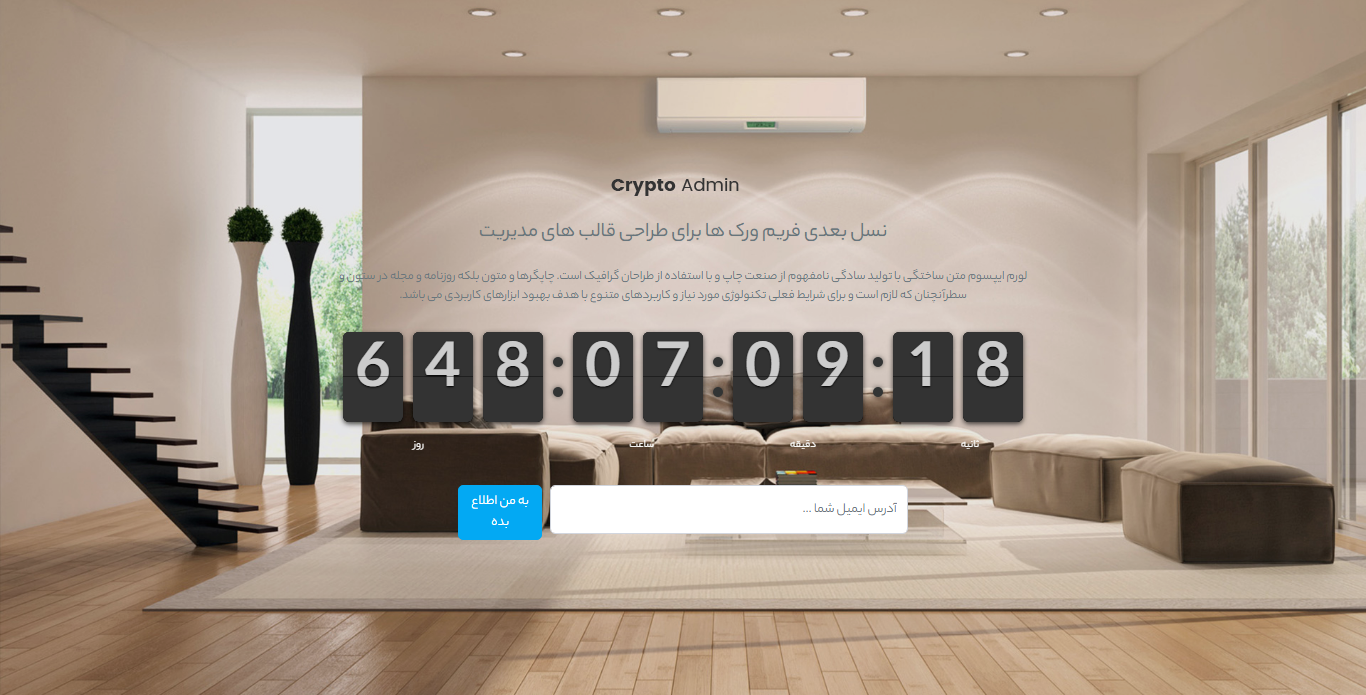 Crypto Admin
نسل بعدی فریم ورک ها برای طراحی قالب های مدیریت
لورم ایپسوم متن ساختگی با تولید سادگی نامفهوم از صنعت چاپ و با استفاده از طراحان گرافیک است. چاپگرها و متون بلکه روزنامه و مجله در ستون و
سطرآنچنان که لازم است و برای شرایط فعلی تکنولوژی مورد نیاز و کاربردهای متنوع با هدف بهبود ابزارهای کاربردی می باشد.
648:07:09:18
روز ساعت دقیقه ثانیه
آدرس ایمیل شما ...
به من اطلاع
بده